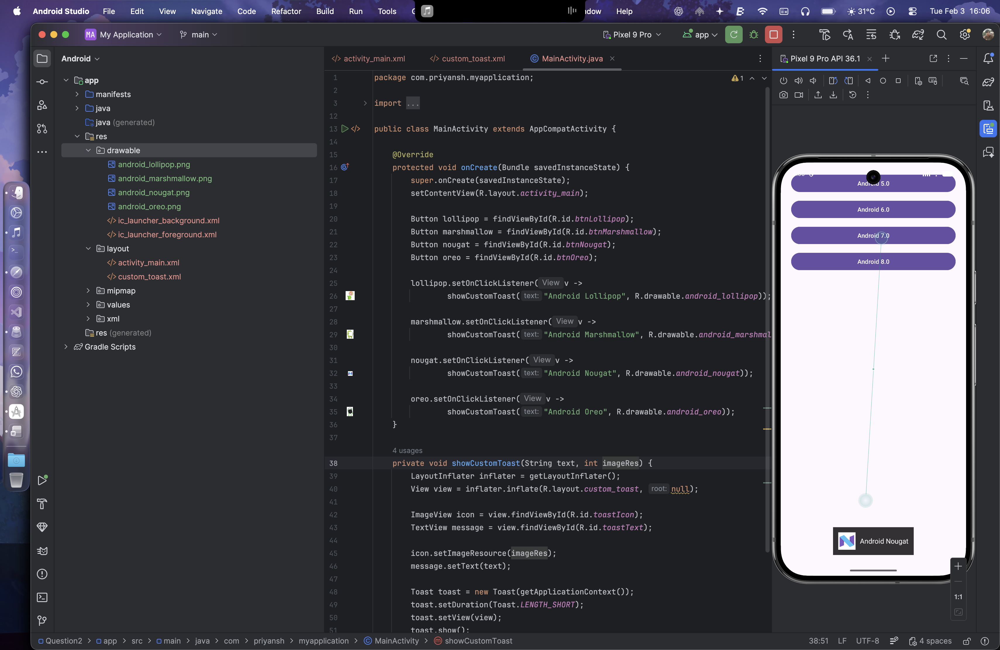 Android Studio File Edit View Navigate Code Refactor Build Run Tools ndow Help 31°C Tue Feb 3 16:06
MA My Application main Pixel 9 Pro app
Android
app
manifests
java
java (generated)
res
drawable
android_lollipop.png
android_marshmallow.png
android_nougat.png
android_oreo.png
ic_launcher_background.xml
ic_launcher_foreground.xml
layout
activity_main.xml
custom_toast.xml
mipmap
values
xml
res (generated)
Gradle Scripts
activity_main.xml custom_toast.xml MainActivity.java
1 package com.priyansh.myapplication; 1
2
3 import ...
12
13 public class MainActivity extends AppCompatActivity {
14
15 @Override
16 protected void onCreate(Bundle savedInstanceState) {
17 super.onCreate(savedInstanceState);
18 setContentView(R.layout.activity_main);
19
20 Button lollipop = findViewById(R.id.btnLollipop);
21 Button marshmallow = findViewById(R.id.btnMarshmallow);
22 Button nougat = findViewById(R.id.btnNougat);
23 Button oreo = findViewById(R.id.btnOreo);
24
25 lollipop.setOnClickListener( View v ->
26 showCustomToast( text: "Android Lollipop", R.drawable.android_lollipop));
27
28 marshmallow.setOnClickListener( View v ->
29 showCustomToast( text: "Android Marshmallow", R.drawable.android_marshmal
30
31 nougat.setOnClickListener( View v ->
32 showCustomToast( text: "Android Nougat", R.drawable.android_nougat));
33
34 oreo.setOnClickListener( View v ->
35 showCustomToast( text: "Android Oreo", R.drawable.android_oreo));
36 }
37
4 usages
38 private void showCustomToast(String text, int imageRes) {
39 LayoutInflater inflater = getLayoutInflater();
40 View view = inflater.inflate(R.layout.custom_toast, root: null);
41
42 ImageView icon = view.findViewById(R.id.toastIcon);
43 TextView message = view.findViewById(R.id.toastText);
44
45 icon.setImageResource(imageRes);
46 message.setText(text);
47
48 Toast toast = new Toast(getApplicationContext());
49 toast.setDuration(Toast.LENGTH_SHORT);
50 toast.setView(view);
51 toast.show();
Pixel 9 Pro API 36.1
Android 5.0
Android 6.0
Android 7.0
Android 8.0
Android Nougat
1:1
Question2 > app > src > main > java > com > priyansh > myapplication > MainActivity > showCustomToast 38:51 LF UTF-8 4 spaces